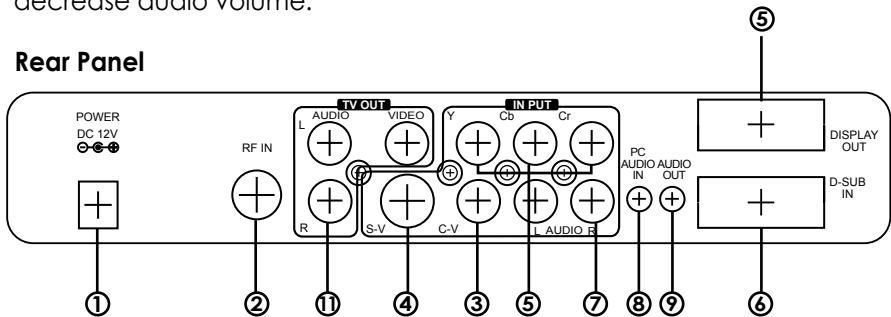 decrease audio volume.
⑤
Rear Panel
TV OUT
IN PUT
POWER
DC 12V
RF IN
L
AUDIO
VIDEO
Y
Cb
Cr
PC
AUDIO
IN
AUDIO
OUT
DISPLAY
OUT
D-SUB
IN
R
S-V
C-V
L AUDIO R
① ② ⑪ ④ ③ ⑤ ⑦ ⑧ ⑨ ⑥